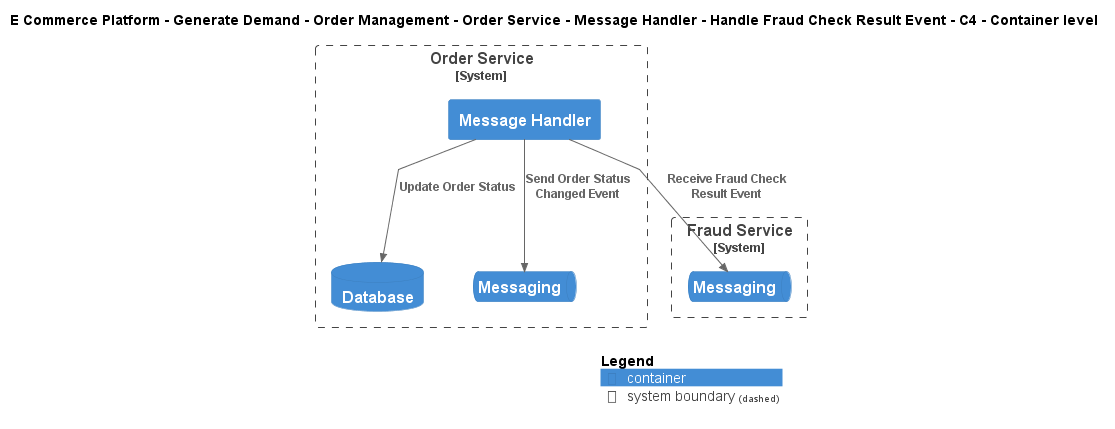 E Commerce Platform - Generate Demand - Order Management - Order Service - Message Handler - Handle Fraud Check Result Event - C4 - Container level
Order Service
[System]
Message Handler
Update Order Status
Send Order Status
Changed Event
Receive Fraud Check
Result Event
Fraud Service
[System]
Database
Messaging
Messaging
Legend
container
system boundary (dashed)